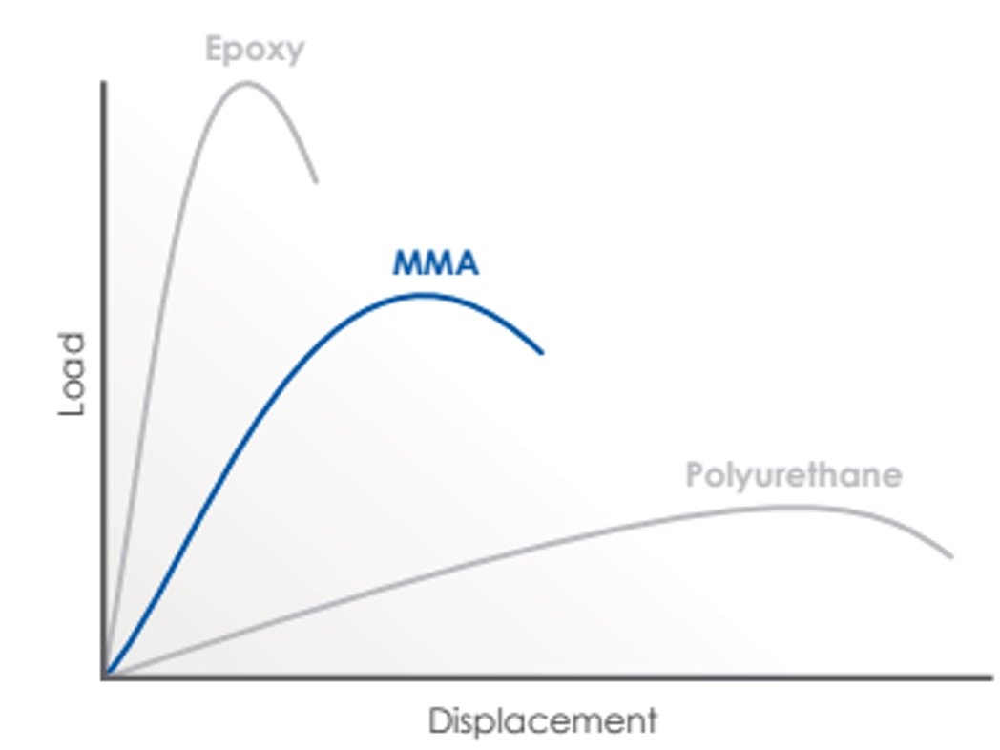 Epoxy
MMA
Load
Polyurethane
Displacement